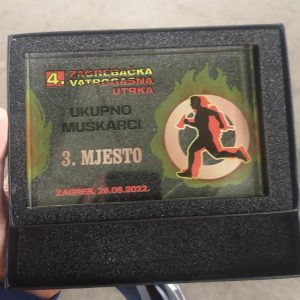 4. ZAGREBAČKA
VATROGASNA
UTRKA
UKUPNO
MUŠKARCI
3. MJESTO
ZAGREB, 28.05.2022.